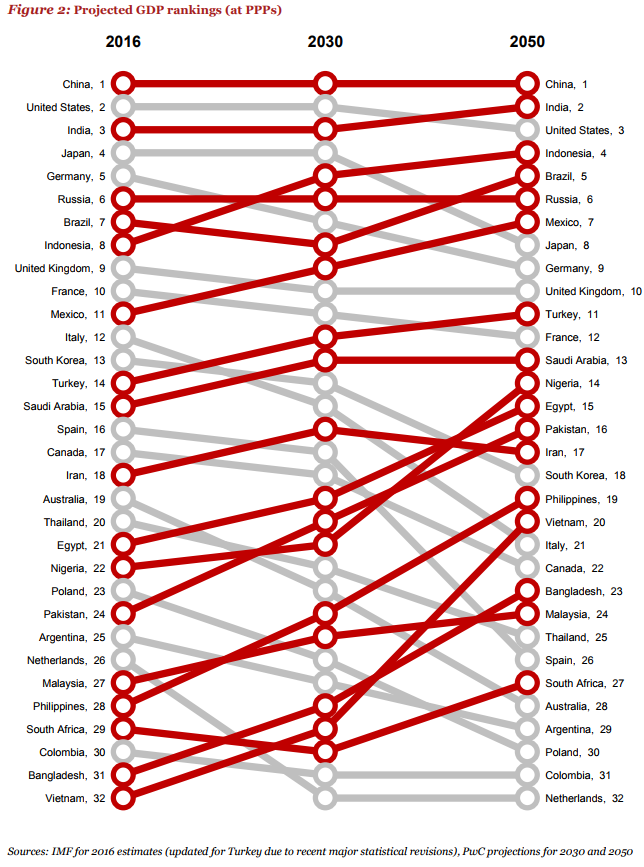 Figure 2: Projected GDP rankings (at PPPs)
2016 2030 2050
China, 1 China, 1
United States, 2 India, 2
India, 3 United States, 3
Japan, 4 Indonesia, 4
Germany, 5 Brazil, 5
Russia, 6 Russia, 6
Brazil, 7 Mexico, 7
Indonesia, 8 Japan, 8
United Kingdom, 9 Germany, 9
France, 10 United Kingdom, 10
Mexico, 11 Turkey, 11
Italy, 12 France, 12
South Korea, 13 Saudi Arabia, 13
Turkey, 14 Nigeria, 14
Saudi Arabia, 15 Egypt, 15
Spain, 16 Pakistan, 16
Canada, 17 Iran, 17
Iran, 18 South Korea, 18
Australia, 19 Philippines, 19
Thailand, 20 Vietnam, 20
Egypt, 21 Italy, 21
Nigeria, 22 Canada, 22
Poland, 23 Bangladesh, 23
Pakistan, 24 Malaysia, 24
Argentina, 25 Thailand, 25
Netherlands, 26 Spain, 26
Malaysia, 27 South Africa, 27
Philippines, 28 Australia, 28
South Africa, 29 Argentina, 29
Colombia, 30 Poland, 30
Bangladesh, 31 Colombia, 31
Vietnam, 32 Netherlands, 32
Sources: IMF for 2016 estimates (updated for Turkey due to recent major statistical revisions), PwC projections for 2030 and 2050